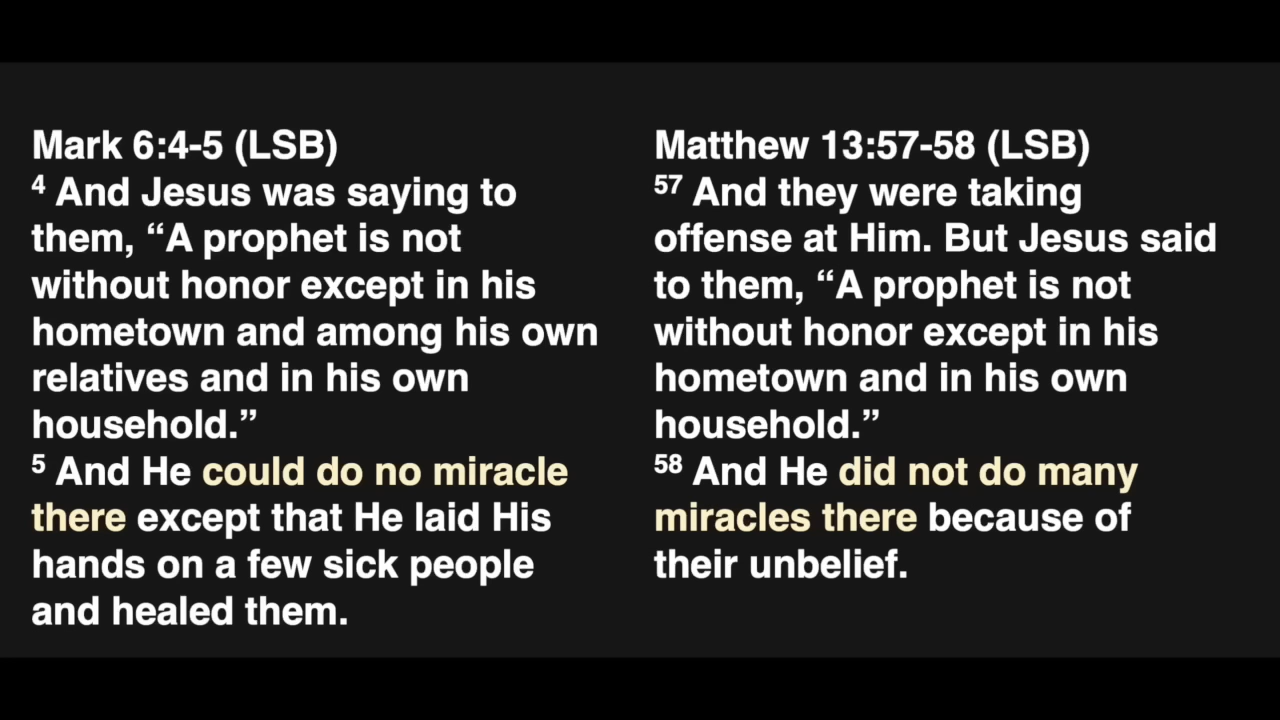 Mark 6:4-5 (LSB)
4 And Jesus was saying to
them, “A prophet is not
without honor except in his
hometown and among his own
relatives and in his own
household.”
5 And He could do no miracle
there except that He laid His
hands on a few sick people
and healed them.
Matthew 13:57-58 (LSB)
57 And they were taking
offense at Him. But Jesus said
to them, “A prophet is not
without honor except in his
hometown and in his own
household.”
58 And He did not do many
miracles there because of
their unbelief.